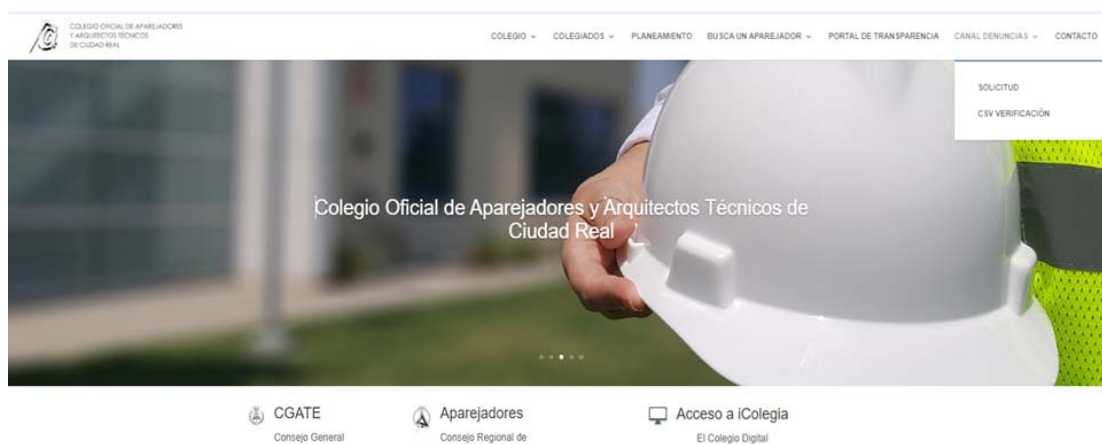 COLEGIO OFICIAL DE APAREJADORES
Y ARQUITECTOS TÉCNICOS
DE CIUDAD REAL
COLEGIO COLEGIADOS PLANEAMIENTO BUSCA UN APAREJADOR PORTAL DE TRANSPARENCIA CANAL DENUNCIAS CONTACTO
SOLICITUD
CSV VERIFICACIÓN
Colegio Oficial de Aparejadores y Arquitectos Técnicos de
Ciudad Real
CGATE
Consejo General
Aparejadores
Consejo Regional de
Acceso a iColegia
El Colegio Digital